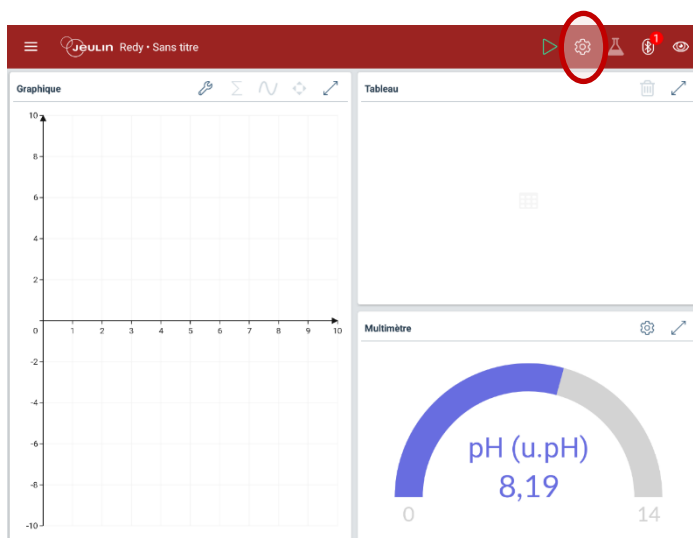 Jeulin Redy • Sans titre
1
Graphique
Tableau
10
8
6
4
2
0 1 2 3 4 5 6 7 8 9 10
-2
-4
-6
-8
-10
Multimètre
pH (u.pH)
8,19
0
14